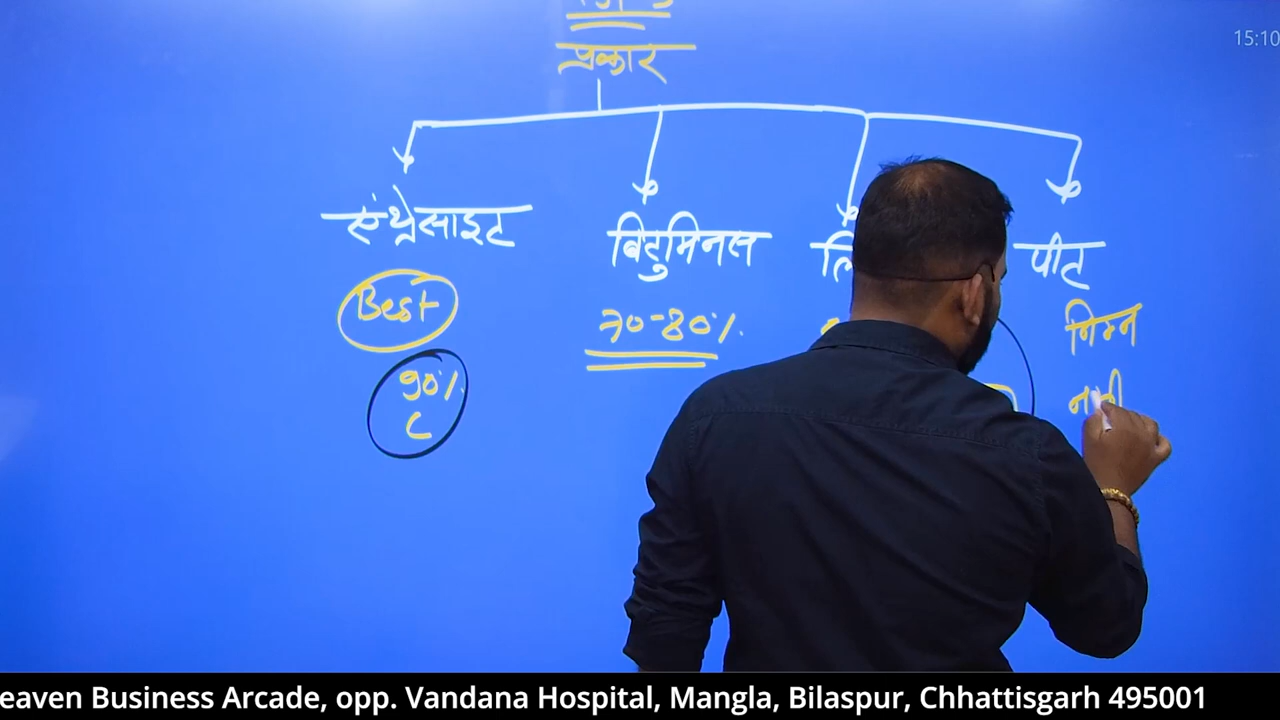 15:10
प्रकार
एंथ्रेसाइट बिटुमिनस लि पीट
Best 70-80% निम्न
90%
C
eaven Business Arcade, opp. Vandana Hospital, Mangla, Bilaspur, Chhattisgarh 495001